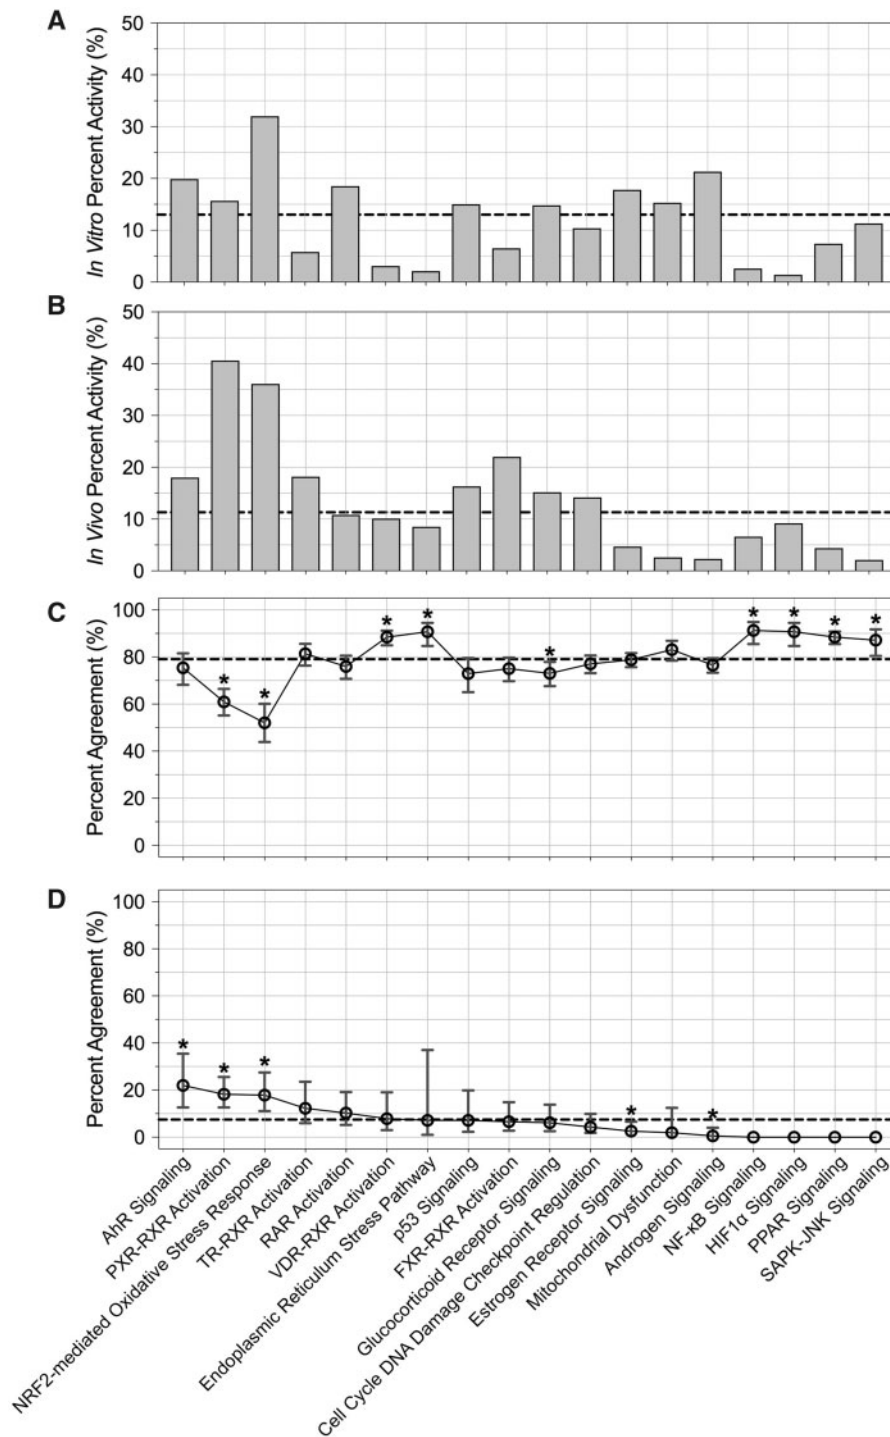 A
In Vitro Percent Activity (%)
50
40
30
20
10
0
B
In Vivo Percent Activity (%)
50
40
30
20
10
0
C
Percent Agreement (%)
100
80
60
40
20
0
* * * * * * * * *
D
Percent Agreement (%)
100
80
60
40
20
0
* * * * *
AhR Signaling
PXR-RXR Activation
NRF2-mediated Oxidative Stress Response
TR-RXR Activation
RAR Activation
VDR-RXR Activation
Endoplasmic Reticulum Stress Pathway
p53 Signaling
FXR-RXR Activation
Glucocorticoid Receptor Signaling
Cell Cycle DNA Damage Checkpoint Regulation
Estrogen Receptor Signaling
Mitochondrial Dysfunction
Androgen Signaling
NF-κB Signaling
HIF1α Signaling
PPAR Signaling
SAPK-JNK Signaling